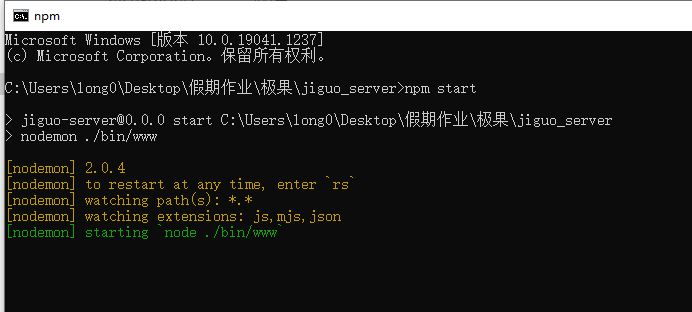 npm
Microsoft Windows [版本 10.0.19041.1237]
(c) Microsoft Corporation。保留所有权利。
C:\Users\long0\Desktop\假期作业\极果\jiguo_server>npm start
> jiguo-server@0.0.0 start C:\Users\long0\Desktop\假期作业\极果\jiguo_server
> nodemon ./bin/www
[nodemon] 2.0.4
[nodemon] to restart at any time, enter `rs`
[nodemon] watching path(s): *.*
[nodemon] watching extensions: js,mjs,json
[nodemon] starting `node ./bin/www`